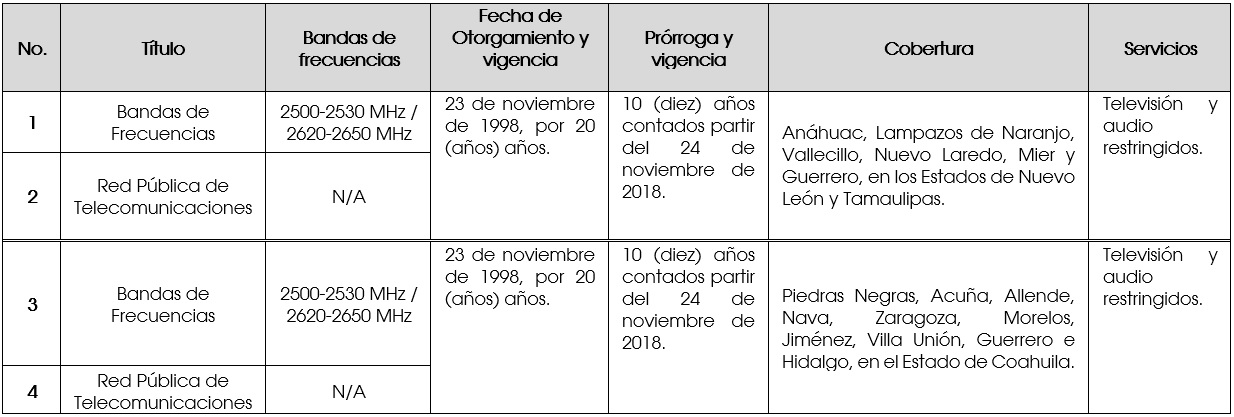 No.
Título
Bandas de
frecuencias
Fecha de
Otorgamiento y
vigencia
Prórroga y
vigencia
Cobertura
Servicios
1
Bandas de
Frecuencias
2500-2530 MHz /
2620-2650 MHz
23 de noviembre
de 1998, por 20
(años) años.
10 (diez) años
contados partir
del 24 de
noviembre de
2018.
Anáhuac, Lampazos de Naranjo,
Vallecillo, Nuevo Laredo, Mier y
Guerrero, en los Estados de Nuevo
León y Tamaulipas.
Televisión y
audio
restringidos.
2
Red Pública de
Telecomunicaciones
N/A
3
Bandas de
Frecuencias
2500-2530 MHz /
2620-2650 MHz
23 de noviembre
de 1998, por 20
(años) años.
10 (diez) años
contados partir
del 24 de
noviembre de
2018.
Piedras Negras, Acuña, Allende,
Nava, Zaragoza, Morelos,
Jiménez, Villa Unión, Guerrero e
Hidalgo, en el Estado de Coahuila.
Televisión y
audio
restringidos.
4
Red Pública de
Telecomunicaciones
N/A